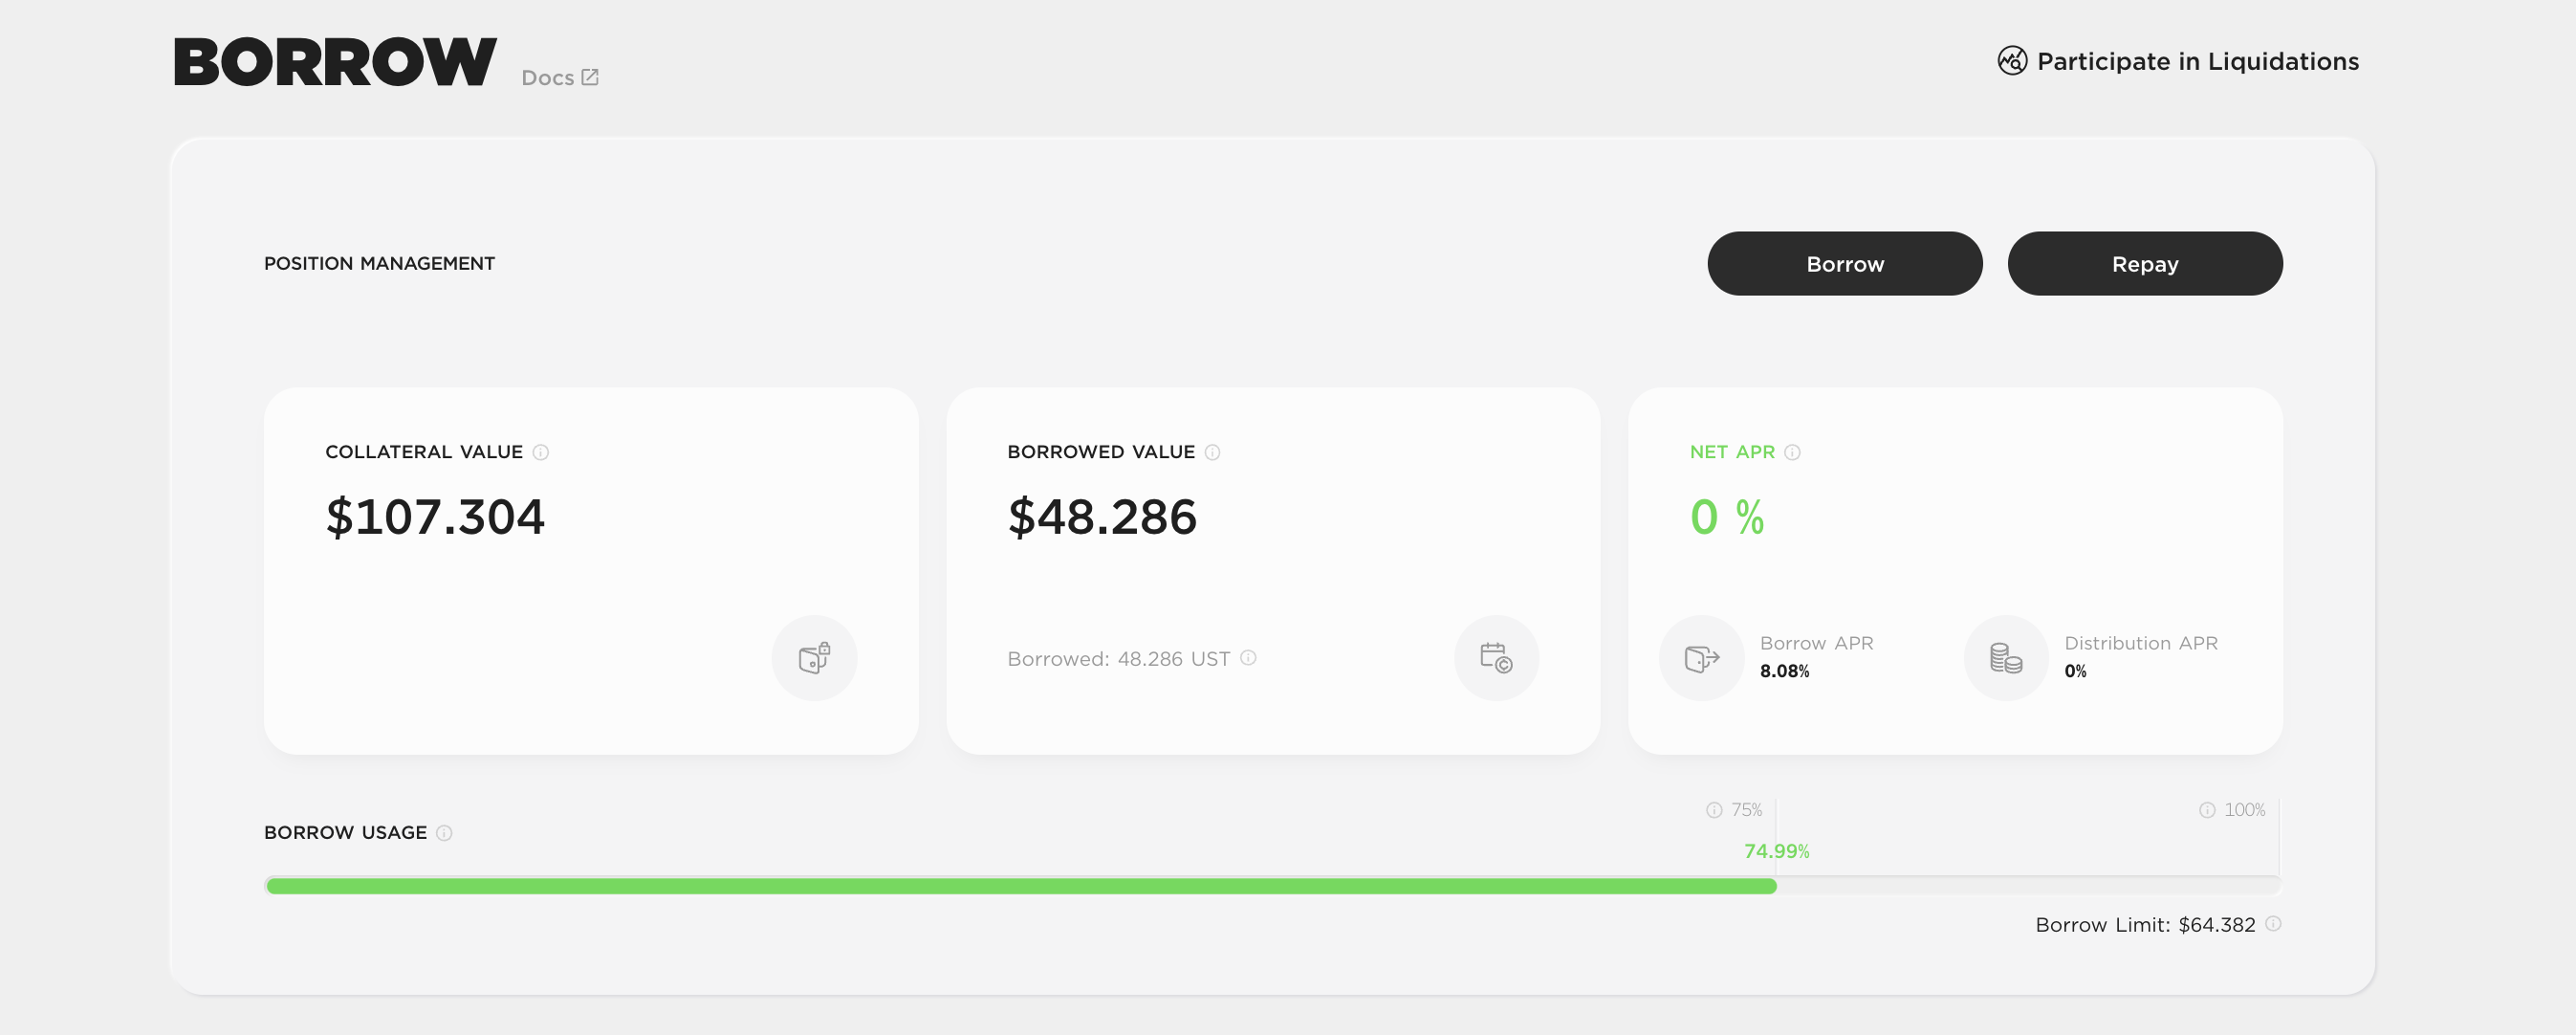 BORROW Docs
Participate in Liquidations
POSITION MANAGEMENT
Borrow
Repay
COLLATERAL VALUE
$107.304
BORROWED VALUE
$48.286
Borrowed: 48.286 UST
NET APR
0 %
Borrow APR
8.08%
Distribution APR
0%
BORROW USAGE
75%
100%
74.99%
Borrow Limit: $64.382